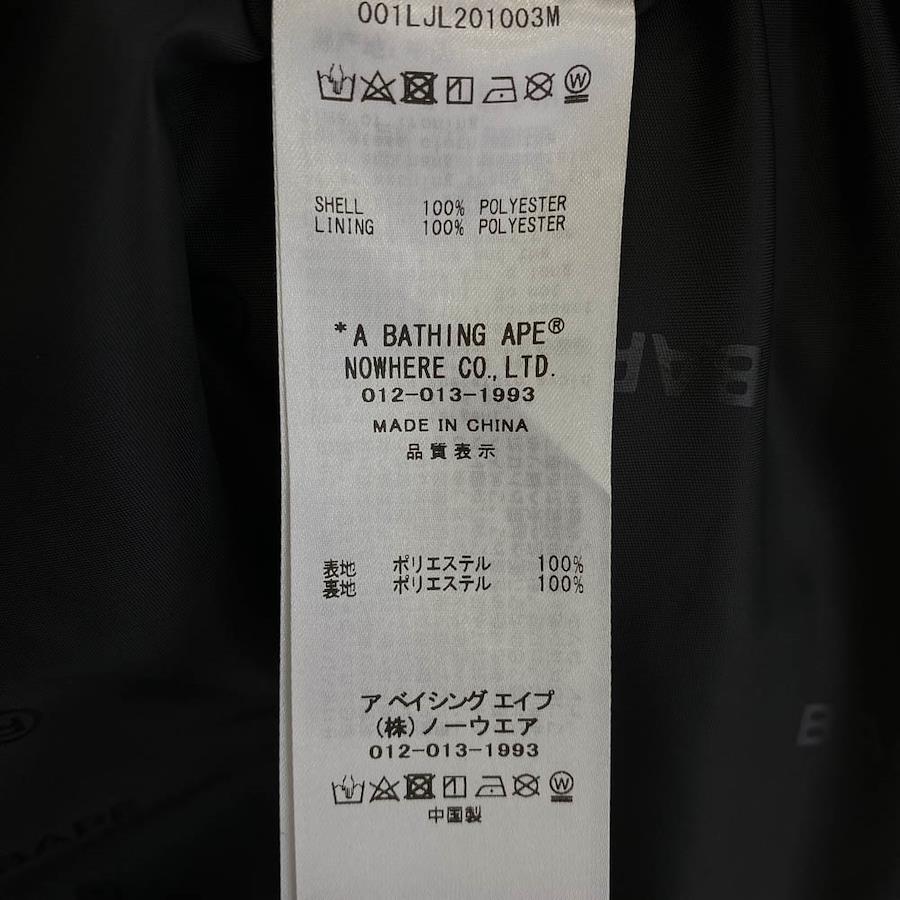 001LJL201003M
W
SHELL 100% POLYESTER
LINING 100% POLYESTER
*A BATHING APE®
NOWHERE CO.,LTD.
012-013-1993
MADE IN CHINA
品質表示
表地 ポリエステル 100%
裏地 ポリエステル 100%
ア ベイシング エイプ
(株)ノーウエア
012-013-1993
W
中国製
BAPE